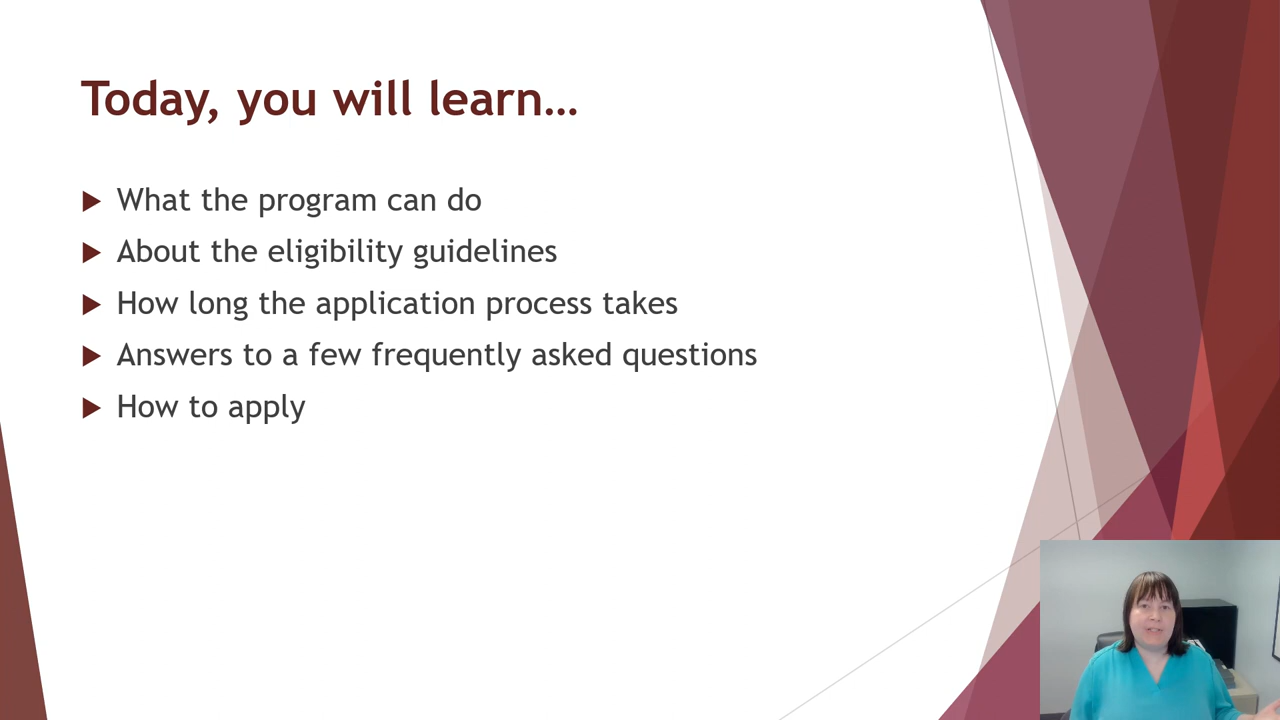 Today, you will learn…
What the program can do
About the eligibility guidelines
How long the application process takes
Answers to a few frequently asked questions
How to apply